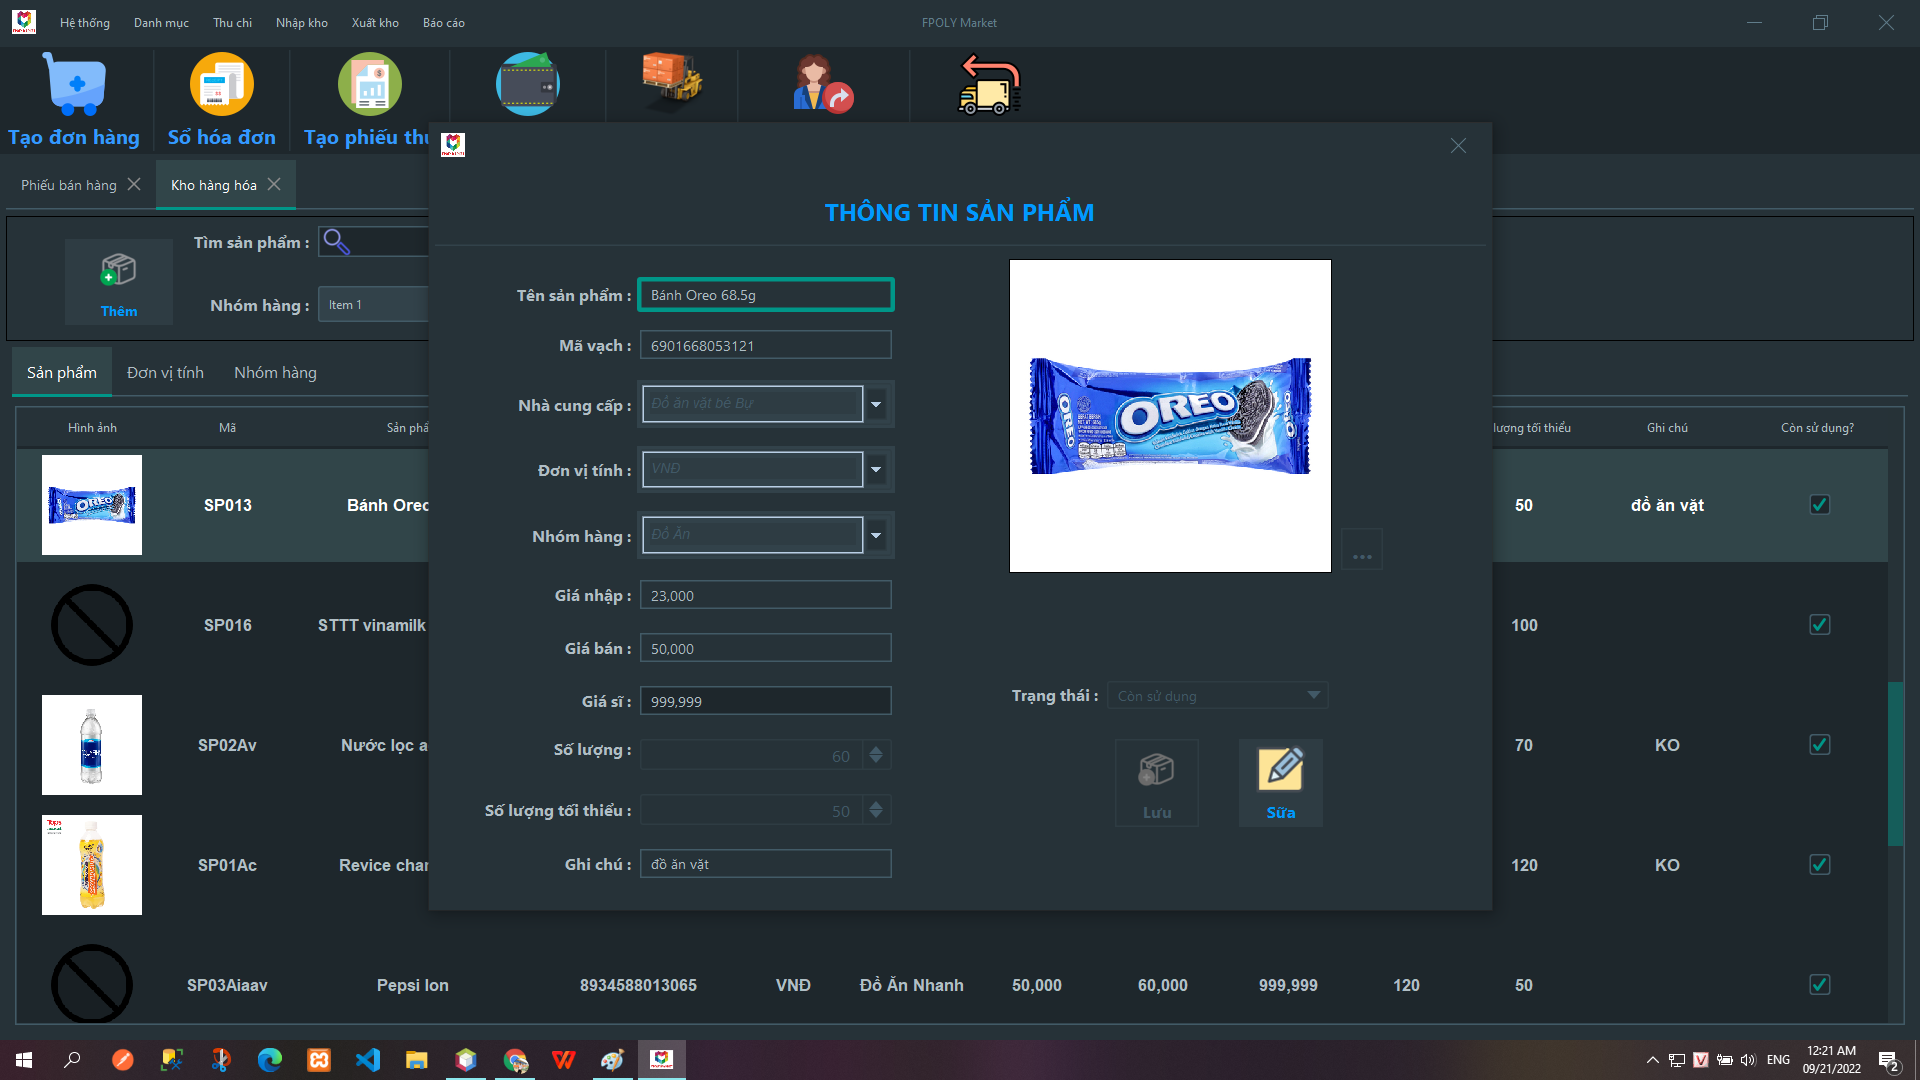 Hệ thống Danh mục Thu chi Nhập kho Xuất kho Báo cáo FPOLY Market
Tạo đơn hàng Sổ hóa đơn Tạo phiếu thu
Phiếu bán hàng Kho hàng hóa
THÔNG TIN SẢN PHẨM
Tìm sản phẩm :
Thêm
Nhóm hàng : Item 1
Tên sản phẩm : Bánh Oreo 68.5g
Mã vạch : 6901668053121
Nhà cung cấp : Đồ ăn vặt bé Bự
Đơn vị tính : VNĐ
Nhóm hàng : Đồ Ăn
Giá nhập : 23,000
Giá bán : 50,000
Giá sĩ : 999,999
Số lượng : 60
Số lượng tối thiểu : 50
Ghi chú : đồ ăn vặt
OREO
...
Trạng thái : Còn sử dụng
Lưu Sữa
Sản phẩm Đơn vị tính Nhóm hàng
Hình ảnh Mã Sản phẩ lượng tối thiểu Ghi chú Còn sử dụng?
OREO SP013 Bánh Oreo 50 đồ ăn vặt
SP016 STTT vinamilk 100
SP02Av Nước lọc a 70 KO
SP01Ac Revice char 120 KO
SP03Aiaav Pepsi lon 8934588013065 VNĐ Đồ Ăn Nhanh 50,000 60,000 999,999 120 50
ENG 12:21 AM
09/21/2022
2